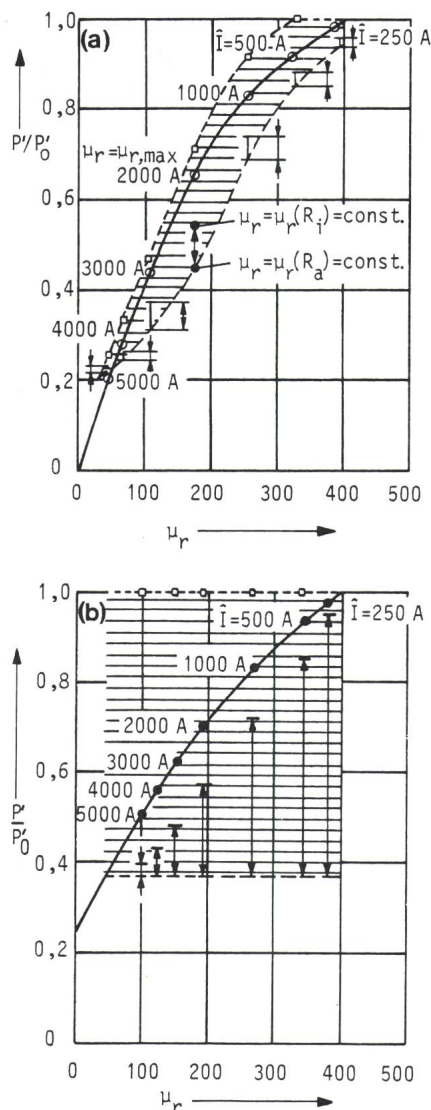 (a)
Î=500 A
Î=250 A
1,0
1000 A
0,8
P'/P'₀
μr=μr,max
2000 A
0,6
μr=μr(Ri)=const.
3000 A
μr=μr(Ra)=const.
0,4
4000 A
0,2
5000 A
0
0 100 200 300 400 500
μr
(b)
1,0
Î=500 A
Î=250 A
1000 A
0,8
2000 A
P'/P'₀
3000 A
0,6
4000 A
5000 A
0,4
0,2
0
0 100 200 300 400 500
μr